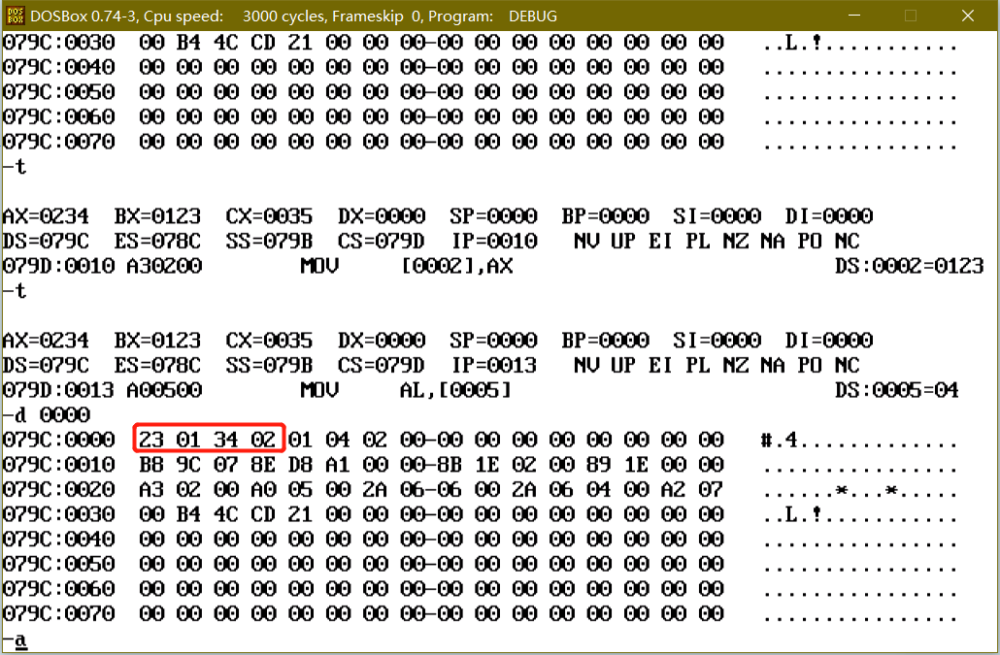 DOSBox 0.74-3, Cpu speed: 3000 cycles, Frameskip 0, Program: DEBUG
079C:0030 00 B4 4C CD 21 00 00 00-00 00 00 00 00 00 00 00 ..L.!...........
079C:0040 00 00 00 00 00 00 00 00-00 00 00 00 00 00 00 00 ................
079C:0050 00 00 00 00 00 00 00 00-00 00 00 00 00 00 00 00 ................
079C:0060 00 00 00 00 00 00 00 00-00 00 00 00 00 00 00 00 ................
079C:0070 00 00 00 00 00 00 00 00-00 00 00 00 00 00 00 00 ................
-t
AX=0234 BX=0123 CX=0035 DX=0000 SP=0000 BP=0000 SI=0000 DI=0000
DS=079C ES=078C SS=079B CS=079D IP=0010 NV UP EI PL NZ NA PO NC
079D:0010 A30200 MOV [0002],AX DS:0002=0123
-t
AX=0234 BX=0123 CX=0035 DX=0000 SP=0000 BP=0000 SI=0000 DI=0000
DS=079C ES=078C SS=079B CS=079D IP=0013 NV UP EI PL NZ NA PO NC
079D:0013 A00500 MOV AL,[0005] DS:0005=04
-d 0000
079C:0000 23 01 34 02 01 04 02 00-00 00 00 00 00 00 00 00 #.4.............
079C:0010 B8 9C 07 8E D8 A1 00 00-8B 1E 02 00 89 1E 00 00 ................
079C:0020 A3 02 00 A0 05 00 2A 06-06 00 2A 06 04 00 A2 07 ......*...*.....
079C:0030 00 B4 4C CD 21 00 00 00-00 00 00 00 00 00 00 00 ..L.!...........
079C:0040 00 00 00 00 00 00 00 00-00 00 00 00 00 00 00 00 ................
079C:0050 00 00 00 00 00 00 00 00-00 00 00 00 00 00 00 00 ................
079C:0060 00 00 00 00 00 00 00 00-00 00 00 00 00 00 00 00 ................
079C:0070 00 00 00 00 00 00 00 00-00 00 00 00 00 00 00 00 ................
-a